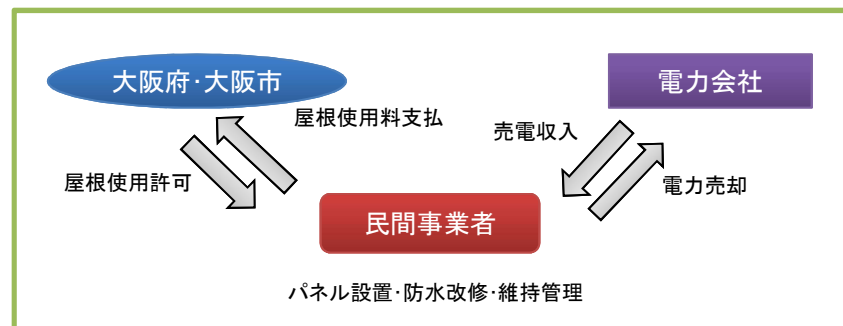 大阪府・大阪市
電力会社
屋根使用料支払
売電収入
屋根使用許可
電力売却
民間事業者
パネル設置・防水改修・維持管理